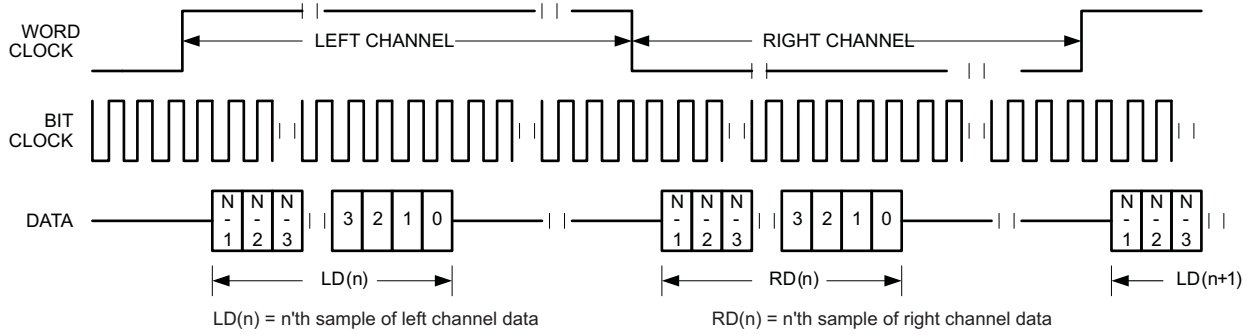 WORD
CLOCK
LEFT CHANNEL
RIGHT CHANNEL
BIT
CLOCK
DATA
N - 1
N - 2
N - 3
3
2
1
0
N - 1
N - 2
N - 3
3
2
1
0
N - 1
N - 2
N - 3
LD(n)
RD(n)
LD(n+1)
LD(n) = n'th sample of left channel data
RD(n) = n'th sample of right channel data